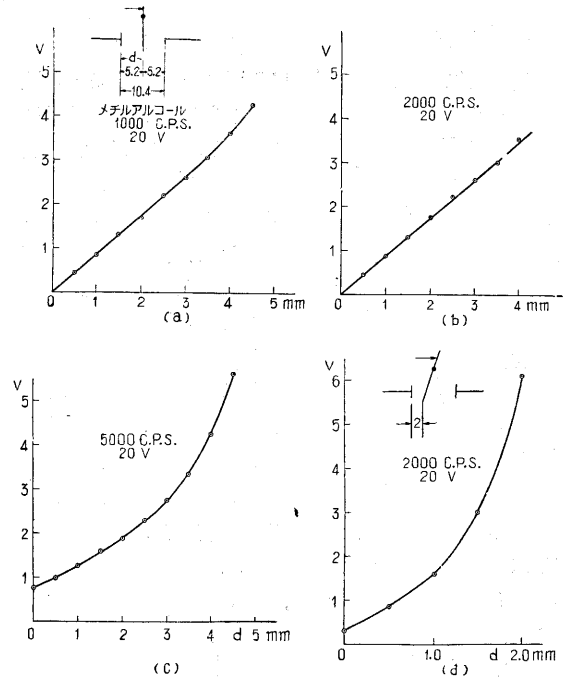 V
5
4
3
2
1
0 1 2 3 4 5 mm
(a)
d
5.2 5.2
10.4
メチルアルコール
1000 C.P.S.
20 V
V
5
4
3
2
1
0 1 2 3 4 mm
(b)
2000 C.P.S.
20 V
V
5
4
3
2
1
0 1 2 3 4 d 5 mm
(C)
5000 C.P.S.
20 V
V
6
5
4
3
2
1
0 1.0 d 2.0 mm
(d)
2
2000 C.P.S.
20 V